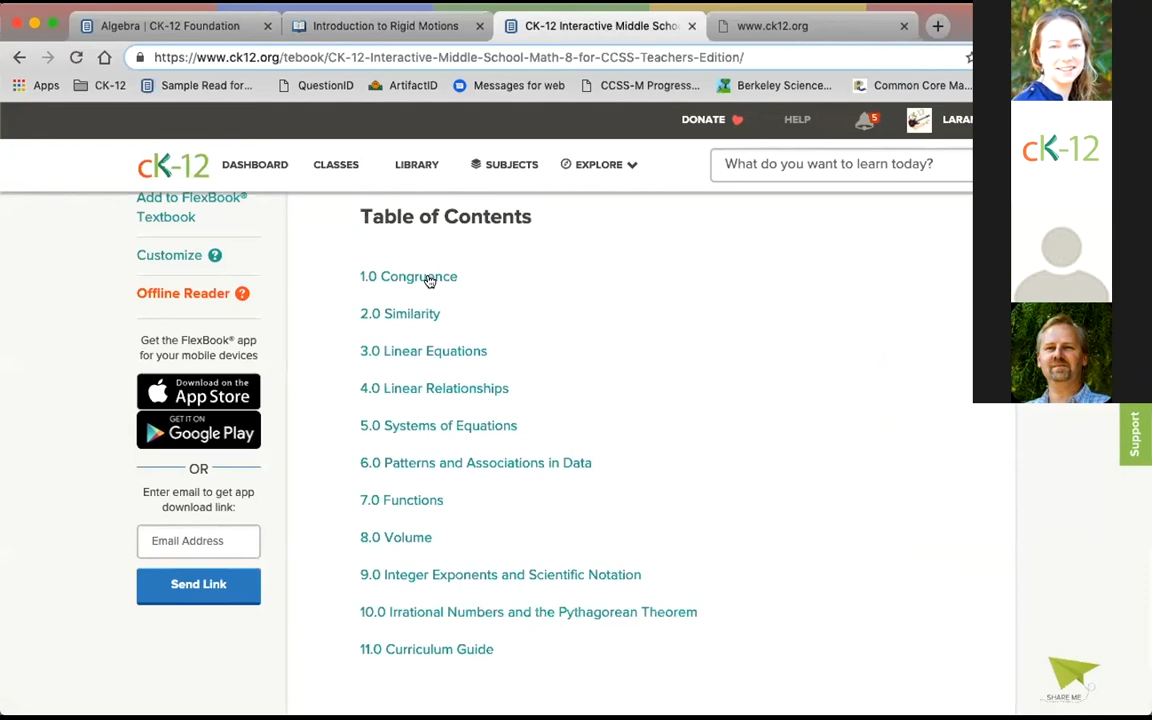 Algebra | CK-12 Foundation
Introduction to Rigid Motions
CK-12 Interactive Middle Schoo
www.ck12.org
https://www.ck12.org/tebook/CK-12-Interactive-Middle-School-Math-8-for-CCSS-Teachers-Edition/
Apps
CK-12
Sample Read for...
QuestionID
ArtifactID
Messages for web
CCSS-M Progress...
Berkeley Science...
Common Core Ma...
DONATE
HELP
5
LARAM
cK-12
DASHBOARD
CLASSES
LIBRARY
SUBJECTS
EXPLORE
What do you want to learn today?
cK-12
Add to FlexBook®
Textbook
Customize ?
Offline Reader ?
Get the FlexBook® app
for your mobile devices
Download on the
App Store
GET IT ON
Google Play
OR
Enter email to get app
download link:
Email Address
Send Link
Table of Contents
1.0 Congruence
2.0 Similarity
3.0 Linear Equations
4.0 Linear Relationships
5.0 Systems of Equations
6.0 Patterns and Associations in Data
7.0 Functions
8.0 Volume
9.0 Integer Exponents and Scientific Notation
10.0 Irrational Numbers and the Pythagorean Theorem
11.0 Curriculum Guide
Support
SHARE ME